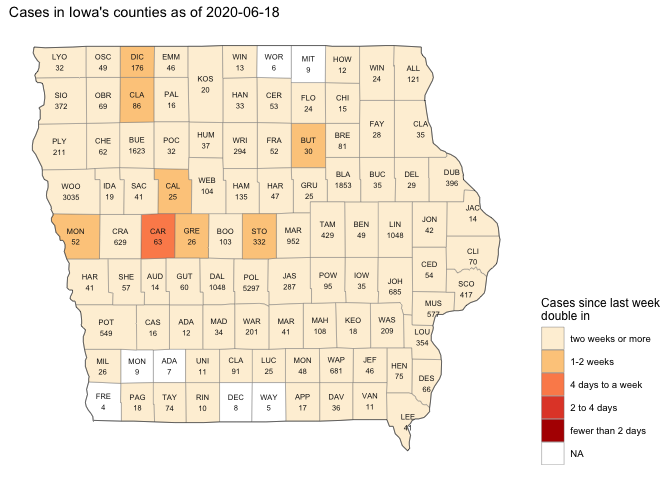 Cases in Iowa's counties as of 2020-06-18
LYO OSC DIC EMM WIN WOR MIT HOW WIN ALL
32 49 176 46 13 6 9 12 24 121
KOS
20
SIO OBR CLA PAL HAN CER FLO CHI
372 69 86 16 33 53 24 15
FAY CLA
28 35
PLY CHE BUE POC HUM WRI FRA BUT BRE
211 62 1623 32 37 294 52 30 81
WOO IDA SAC CAL WEB HAM HAR GRU BLA BUC DEL DUB
3035 19 41 25 104 135 47 25 1853 35 29 396
JAC
14
MON CRA CAR GRE BOO STO MAR TAM BEN LIN JON
52 629 63 26 103 332 952 429 49 1048 42
CLI
70
HAR SHE AUD GUT DAL POL JAS POW IOW JOH CED SCO
41 57 14 60 1048 5297 287 95 35 685 54 417
MUS
577
POT CAS ADA MAD WAR MAR MAH KEO WAS LOU
549 16 12 34 201 41 108 18 209 354
MIL MON ADA UNI CLA LUC MON WAP JEF HEN DES
26 9 7 11 91 25 48 681 46 75 66
FRE PAG TAY RIN DEC WAY APP DAV VAN LEE
4 18 74 10 8 5 17 36 11 41
Cases since last week
double in
two weeks or more
1-2 weeks
4 days to a week
2 to 4 days
fewer than 2 days
NA